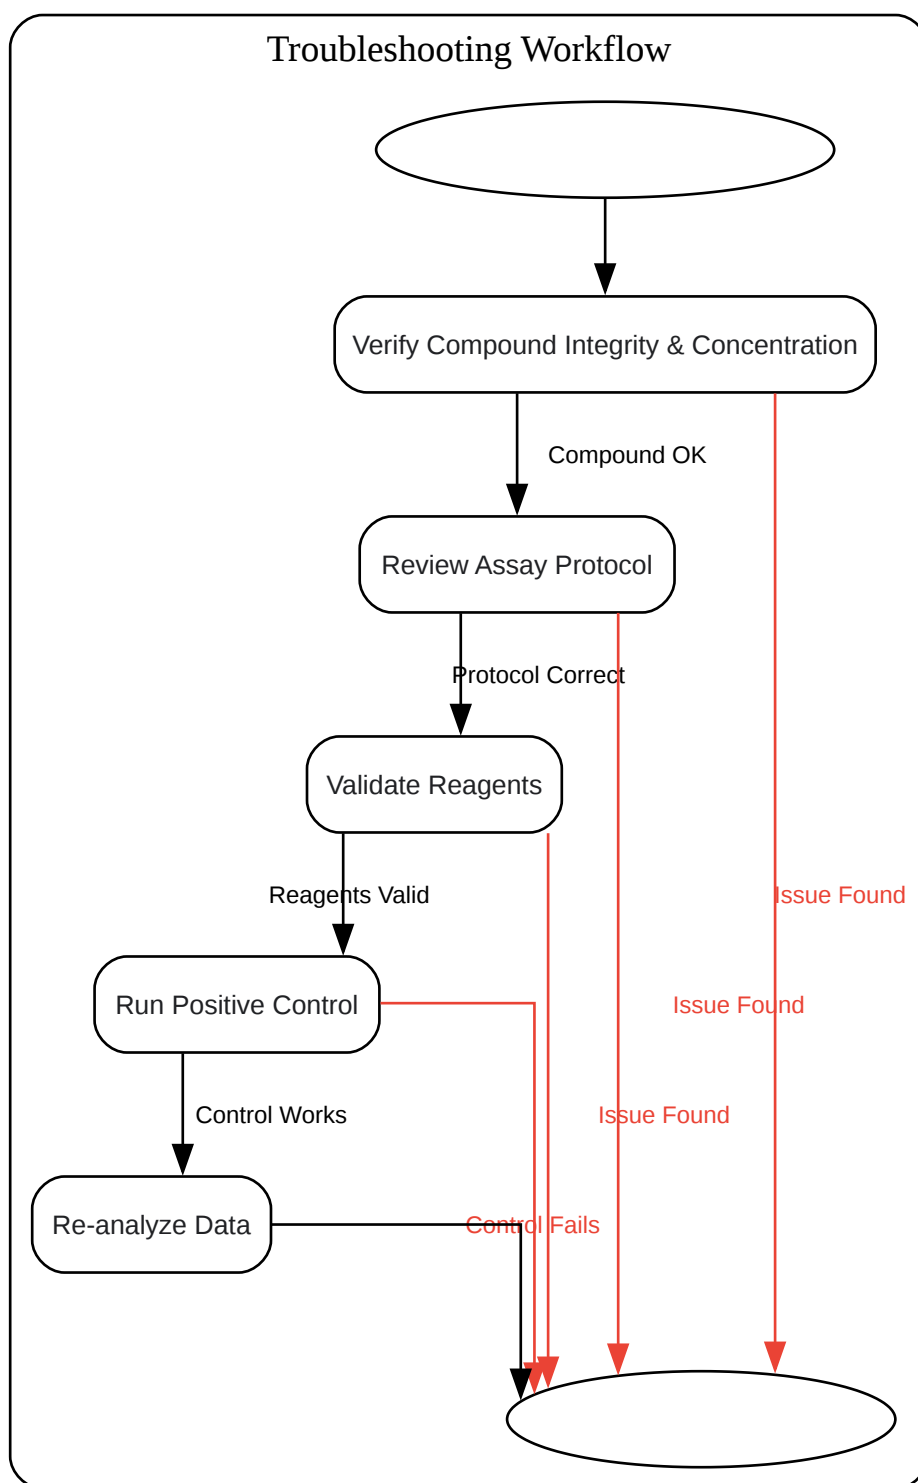 Troubleshooting Workflow
Verify Compound Integrity & Concentration
Compound OK
Review Assay Protocol
Protocol Correct
Validate Reagents
Reagents Valid
Issue Found
Run Positive Control
Issue Found
Control Works
Issue Found
Re-analyze Data
Control Fails